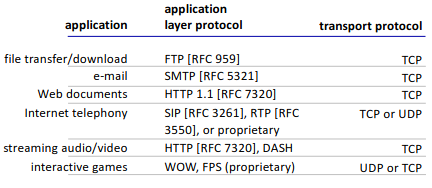 application application layer protocol transport protocol
file transfer/download FTP [RFC 959] TCP
e-mail SMTP [RFC 5321] TCP
Web documents HTTP 1.1 [RFC 7320] TCP
Internet telephony SIP [RFC 3261], RTP [RFC TCP or UDP
3550], or proprietary
streaming audio/video HTTP [RFC 7320], DASH TCP
interactive games WOW, FPS (proprietary) UDP or TCP